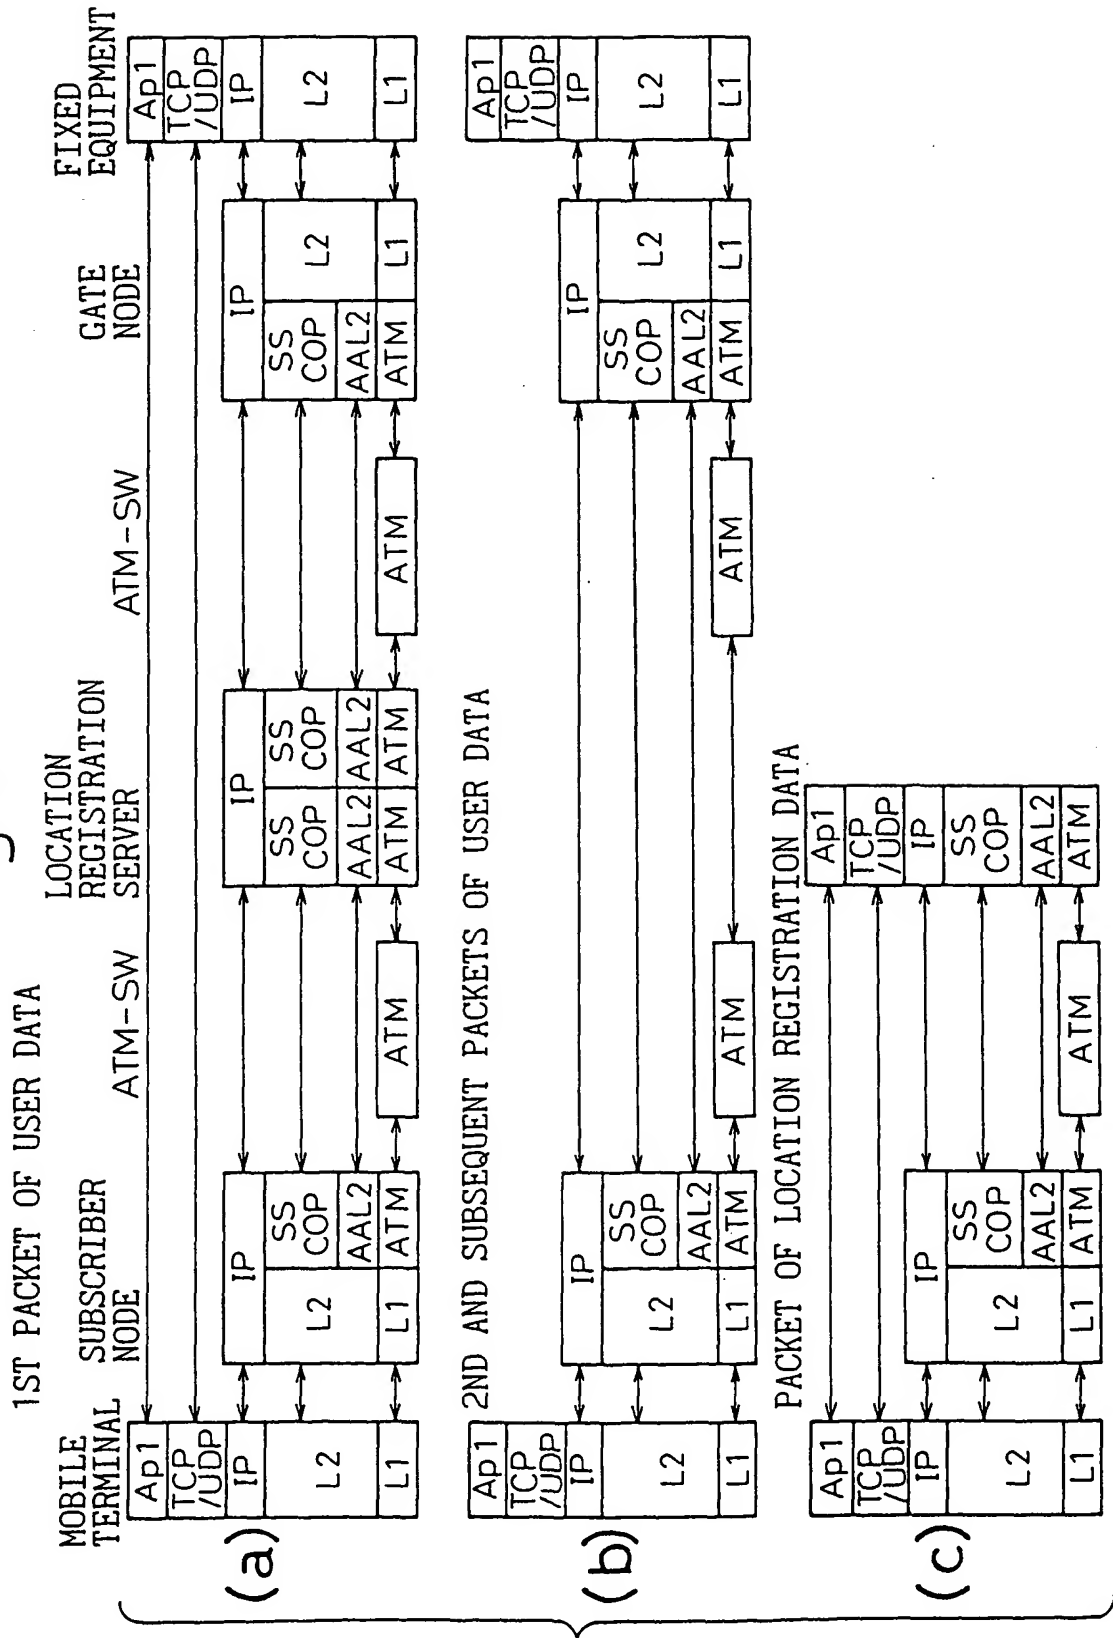 1ST PACKET OF USER DATA
MOBILE
TERMINAL
SUBSCRIBER
NODE
ATM-SW
LOCATION
REGISTRATION
SERVER
ATM-SW
GATE
NODE
FIXED
EQUIPMENT
(a)
Ap1
TCP
/UDP
IP
L2
L1
IP
L2
SS
COP
AAL2
L1
ATM
ATM
IP
SS
COP
SS
COP
AAL2
AAL2
ATM
ATM
ATM
IP
SS
COP
L2
AAL2
ATM
L1
Ap1
TCP
/UDP
IP
L2
L1
2ND AND SUBSEQUENT PACKETS OF USER DATA
(b)
Ap1
TCP
/UDP
IP
L2
L1
IP
L2
SS
COP
AAL2
L1
ATM
ATM
ATM
IP
SS
COP
L2
AAL2
ATM
L1
Ap1
TCP
/UDP
IP
L2
L1
PACKET OF LOCATION REGISTRATION DATA
(c)
Ap1
TCP
/UDP
IP
L2
L1
IP
L2
SS
COP
AAL2
L1
ATM
ATM
Ap1
TCP
/UDP
IP
SS
COP
AAL2
ATM